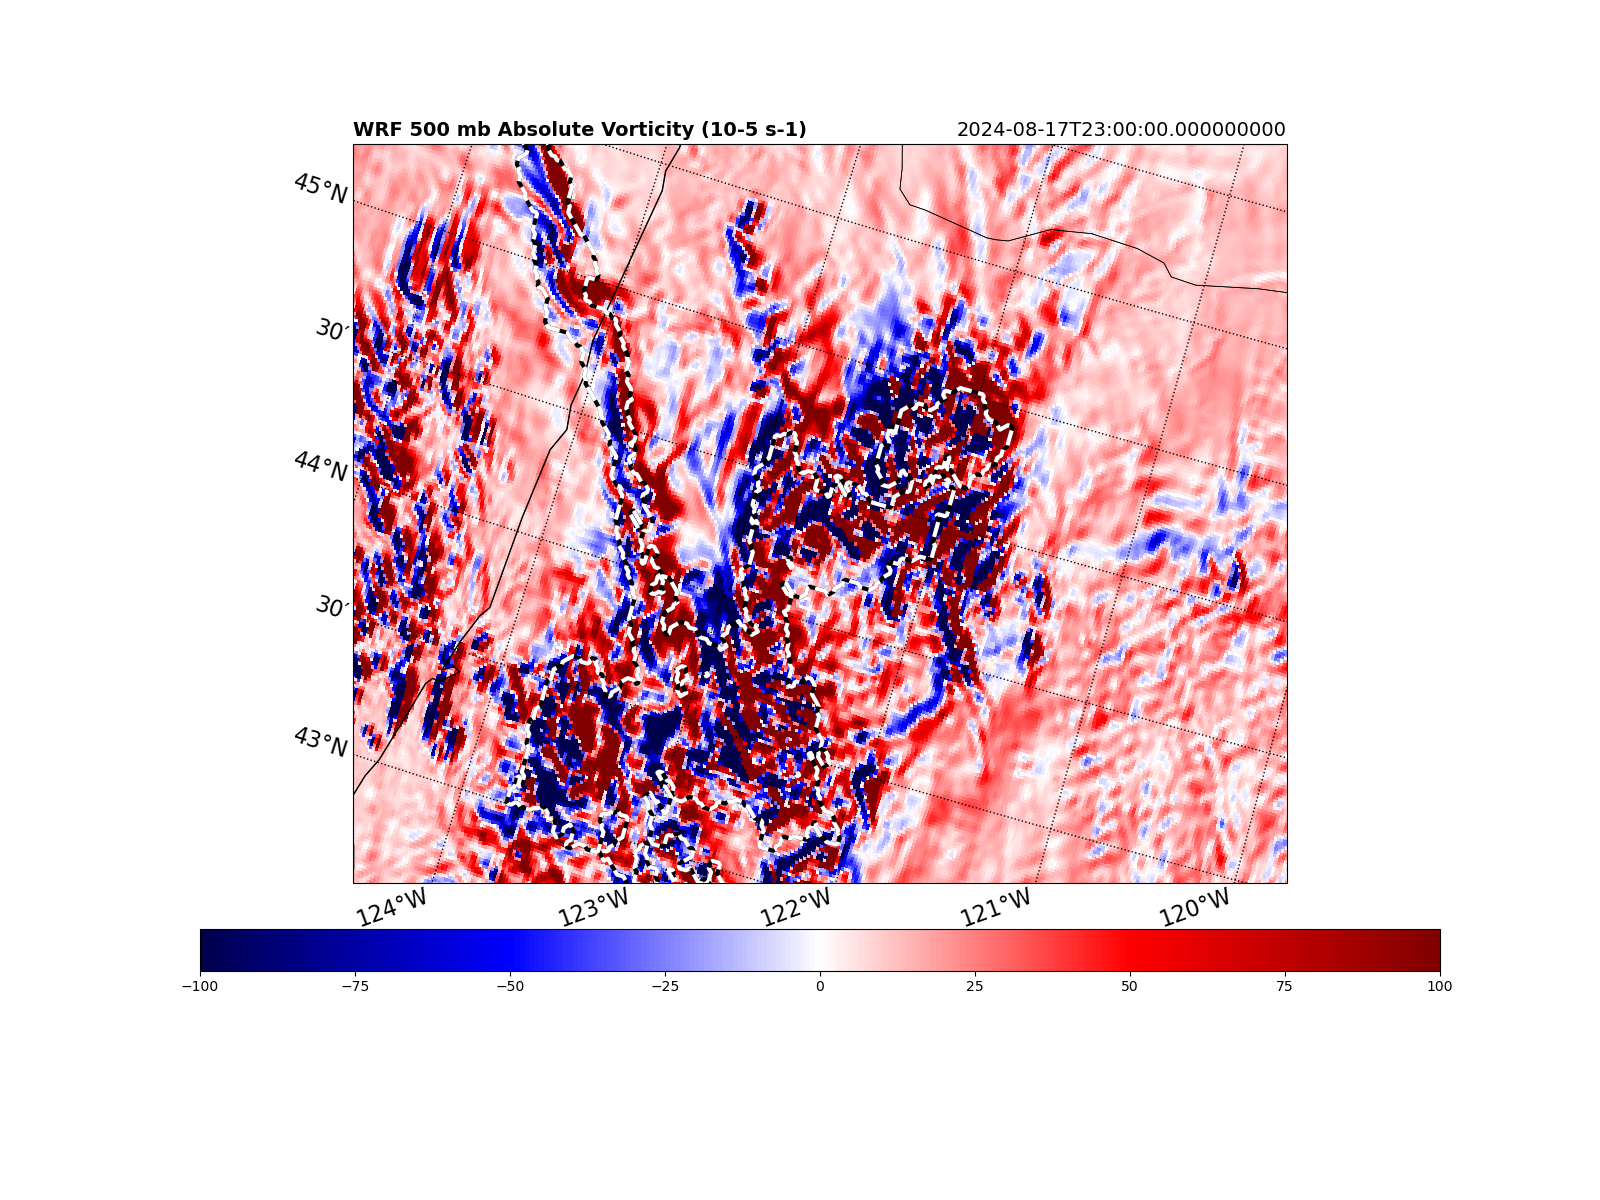 WRF 500 mb Absolute Vorticity (10-5 s-1) 2024-08-17T23:00:00.000000000
45°N
30′
44°N
30′
43°N
124°W 123°W 122°W 121°W 120°W
−100 −75 −50 −25 0 25 50 75 100